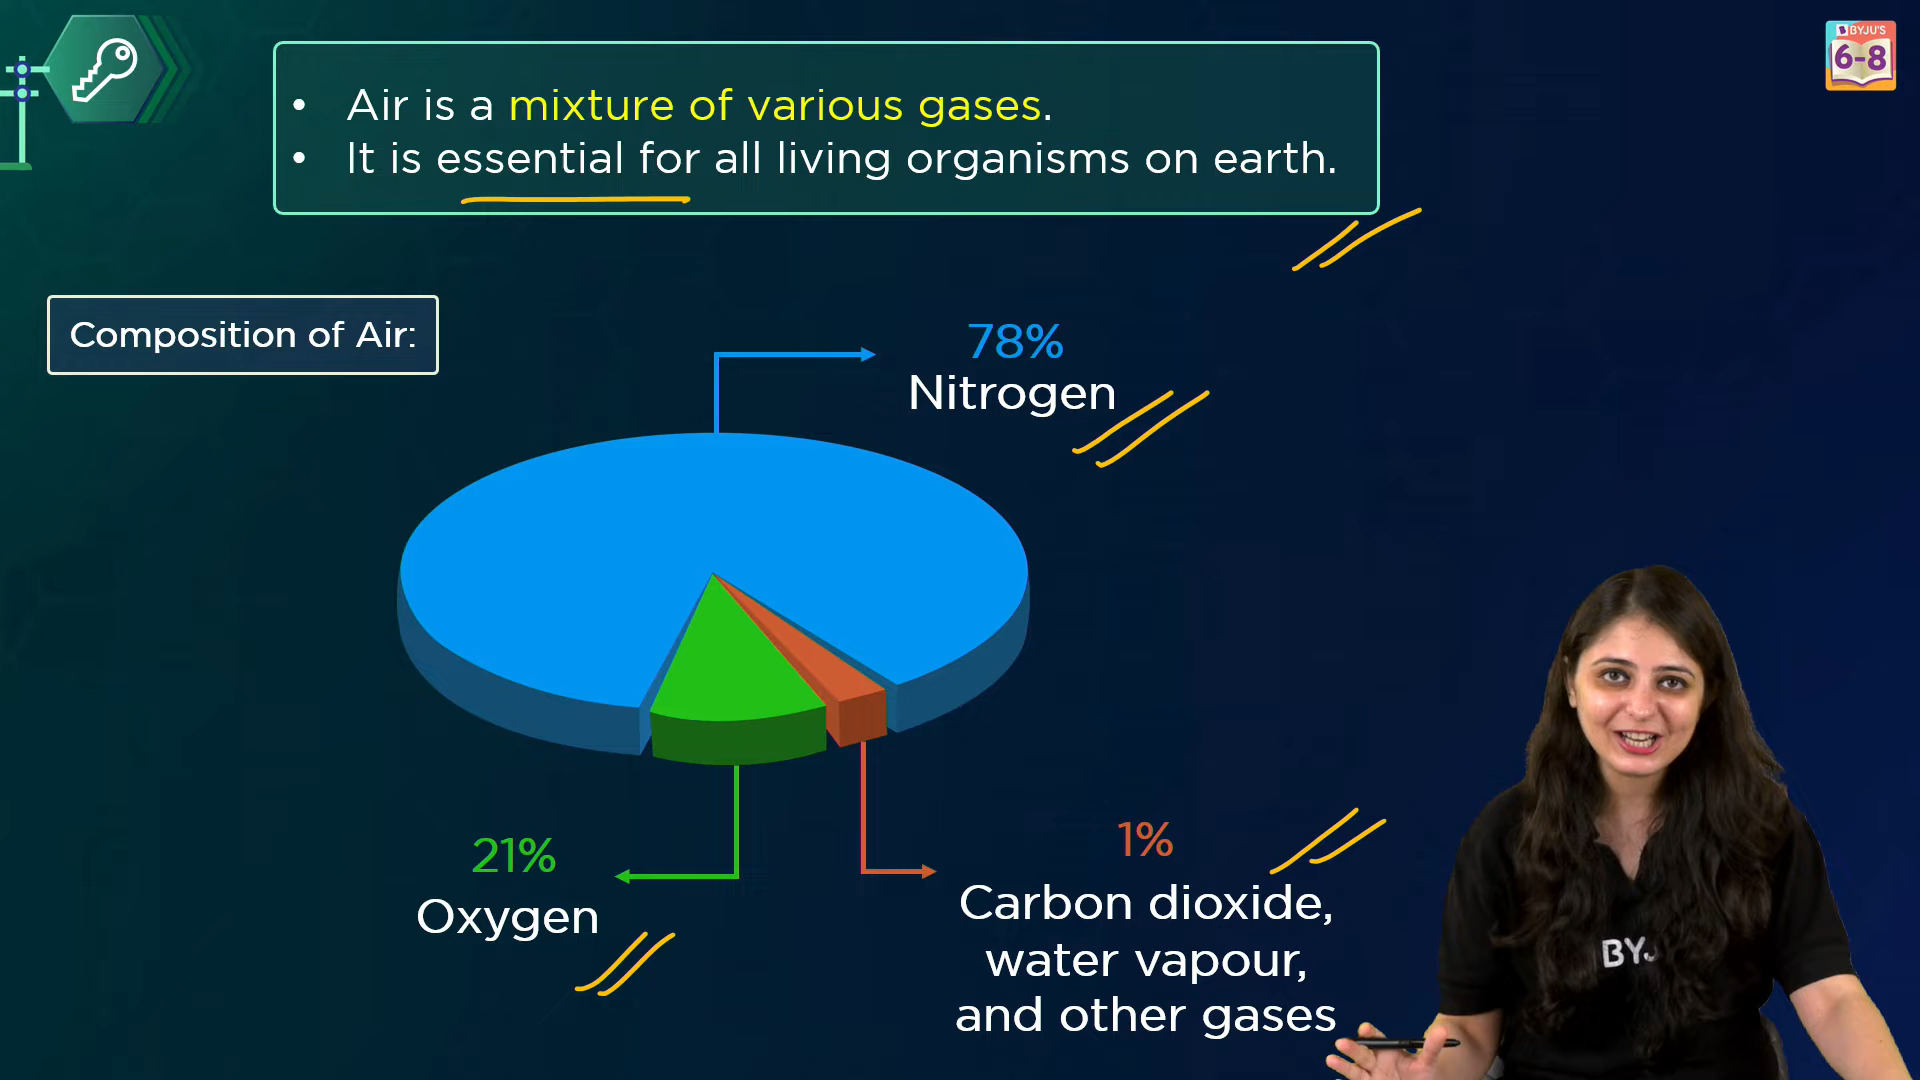 BYJU'S
6-8
• Air is a mixture of various gases.
• It is essential for all living organisms on earth.
Composition of Air:
78%
Nitrogen
21%
Oxygen
1%
Carbon dioxide,
water vapour,
and other gases